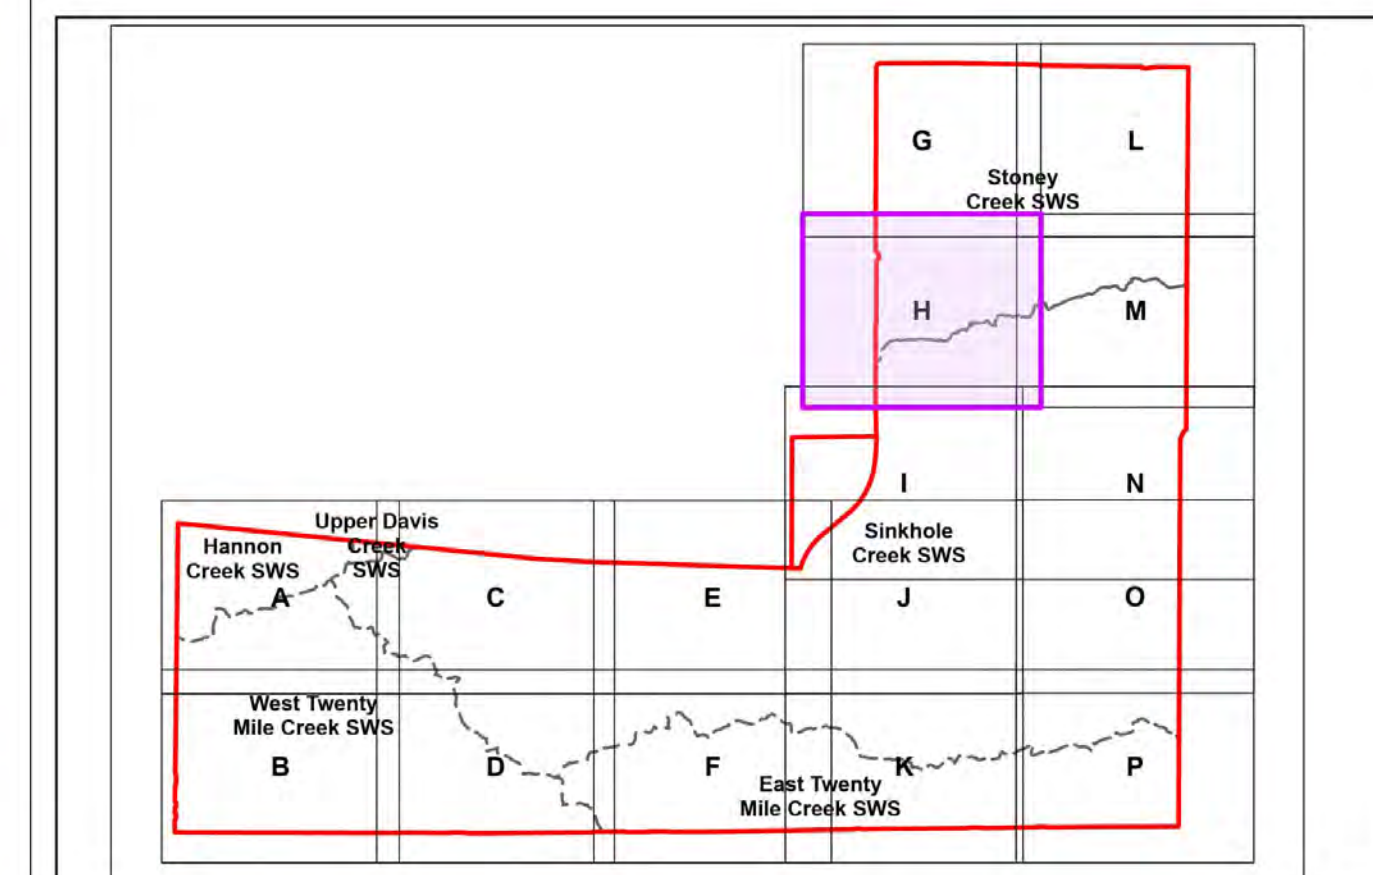 G
L
Stoney
Creek SWS
H
M
I
N
Upper Davis
Creek
SWS
Hannon
Creek SWS
Sinkhole
Creek SWS
A
C
E
J
O
West Twenty
Mile Creek SWS
B
D
F
K
P
East Twenty
Mile Creek SWS